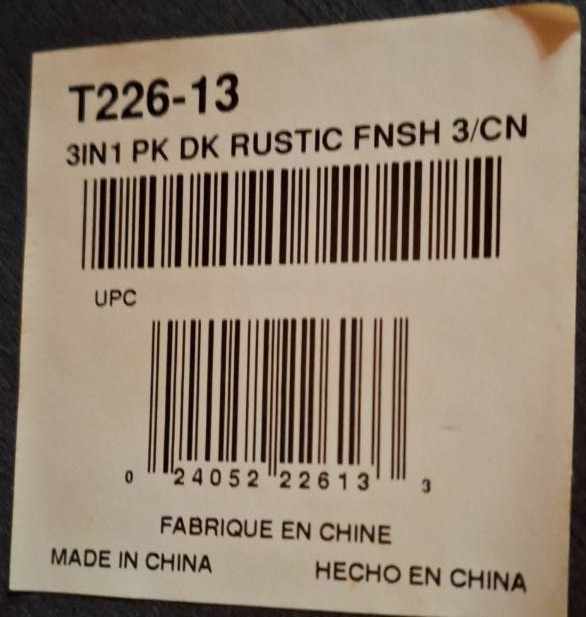 T226-13
3IN1 PK DK RUSTIC FNSH 3/CN
UPC
0 24052 22613 3
FABRIQUE EN CHINE
MADE IN CHINA HECHO EN CHINA